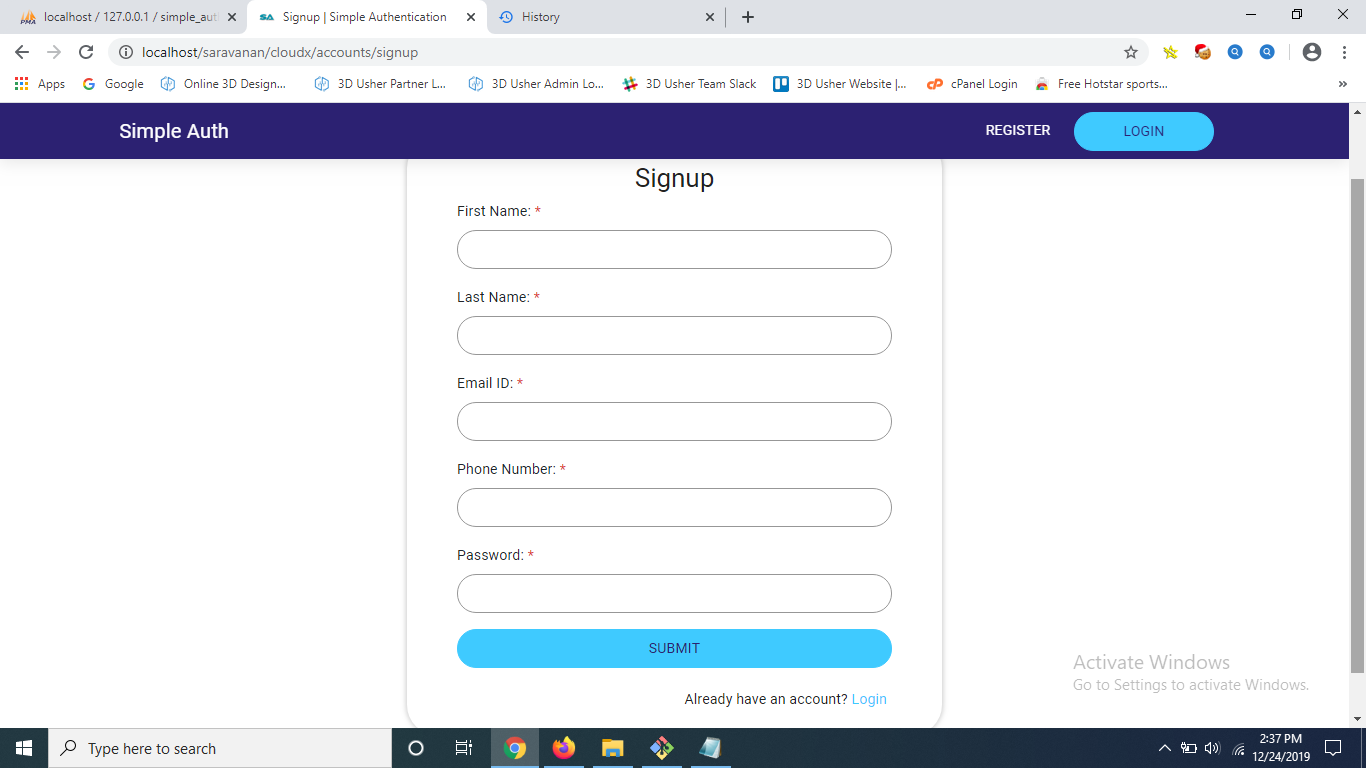 localhost / 127.0.0.1 / simple_aut
Signup | Simple Authentication
History
localhost/saravanan/cloudx/accounts/signup
Apps
Google
Online 3D Design...
3D Usher Partner L...
3D Usher Admin Lo...
3D Usher Team Slack
3D Usher Website |...
cPanel Login
Free Hotstar sports...
»
Simple Auth
REGISTER
LOGIN
Signup
First Name: *
Last Name: *
Email ID: *
Phone Number: *
Password: *
SUBMIT
Already have an account? Login
Activate Windows
Go to Settings to activate Windows.
Type here to search
2:37 PM
12/24/2019